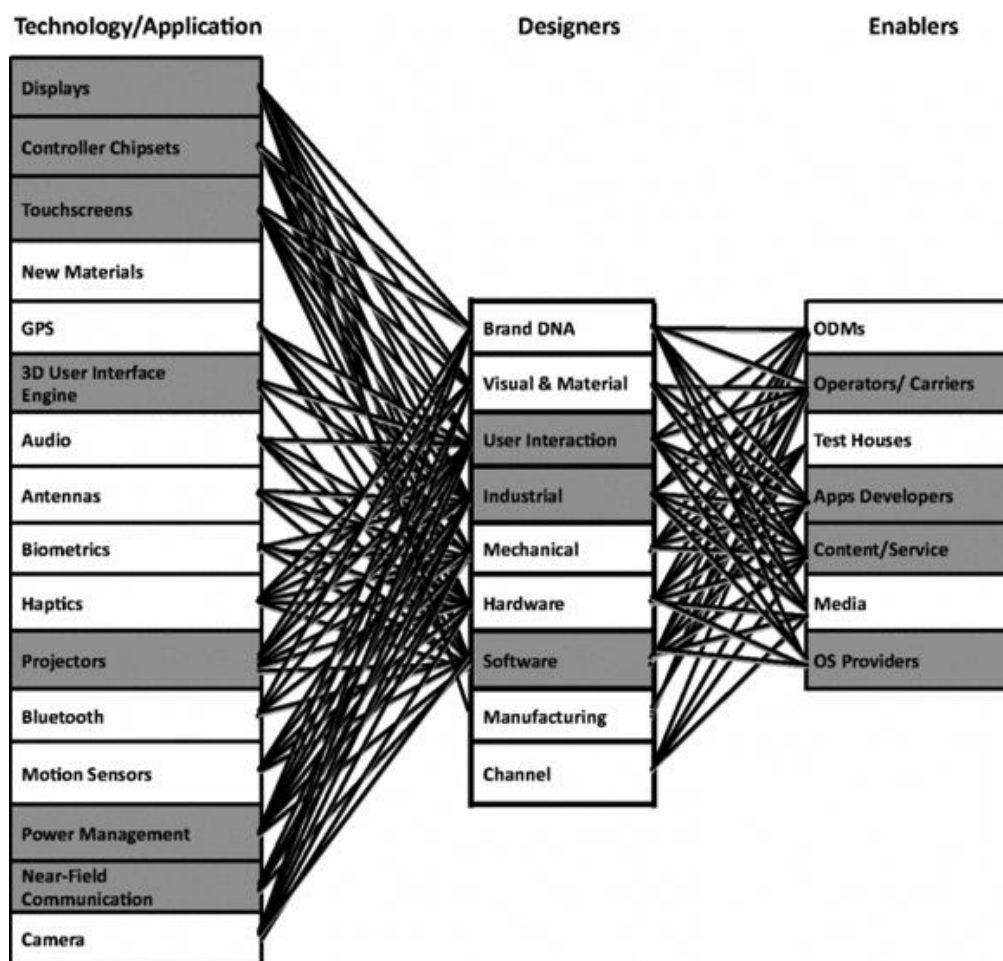 Technology/Application
Displays
Controller Chipsets
Touchscreens
New Materials
GPS
3D User Interface
Engine
Audio
Antennas
Biometrics
Haptics
Projectors
Bluetooth
Motion Sensors
Power Management
Near-Field
Communication
Camera
Designers
Brand DNA
Visual & Material
User Interaction
Industrial
Mechanical
Hardware
Software
Manufacturing
Channel
Enablers
ODMs
Operators/ Carriers
Test Houses
Apps Developers
Content/Service
Media
OS Providers